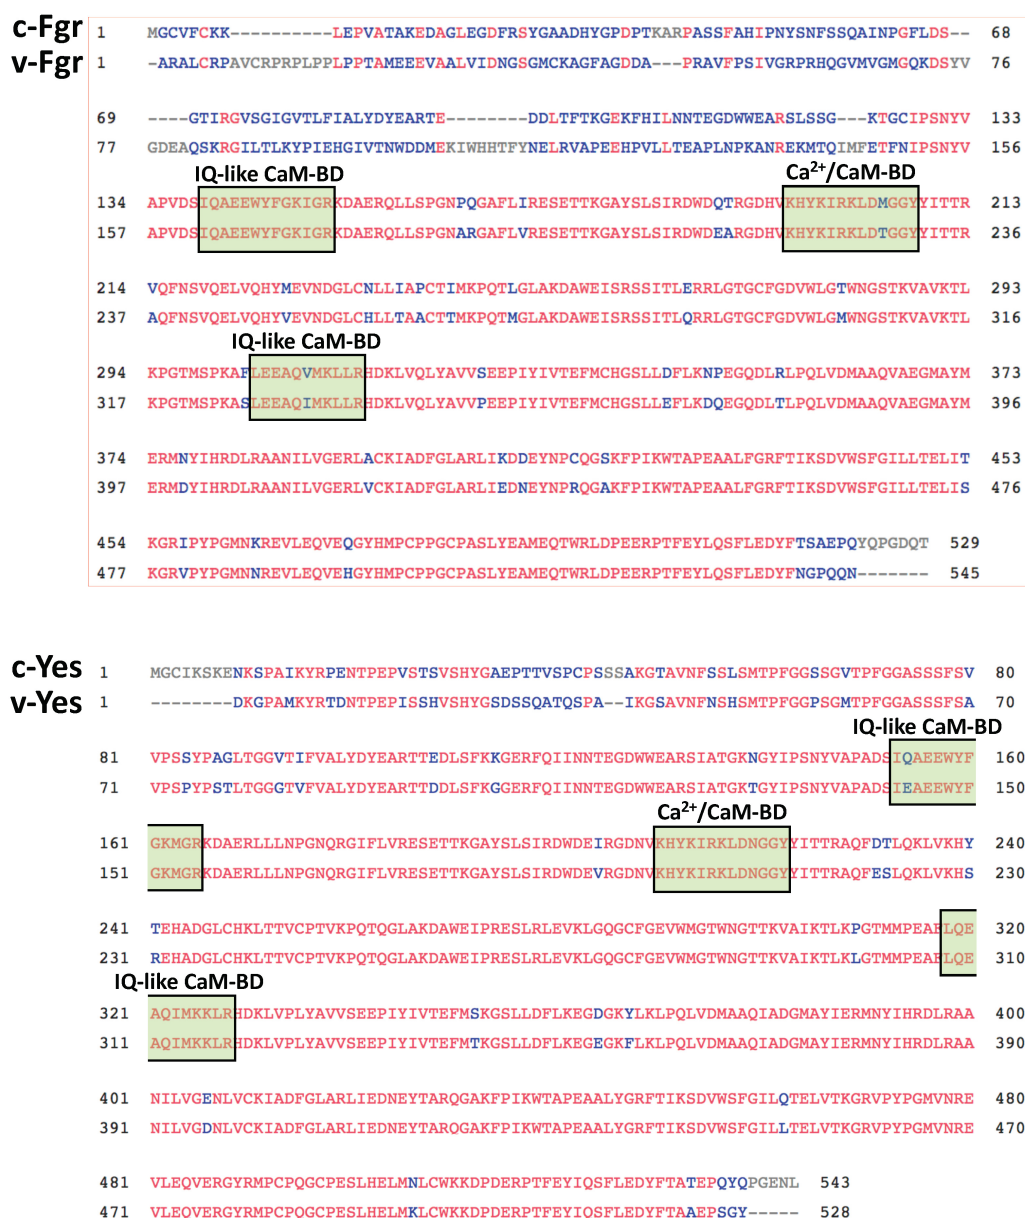 c-Fgr 1 MGCVFCKK----------LEPVATAKEDAGLEGDFRSYGAADHYGPDPTKARPASSFAHIPNYSNFSSQAINPGFLDS-- 68
v-Fgr 1 -ARALCRPAVCRPRPLPPLPPTAMEEEVAALVIDNGSGMCKAGFAGDDA---PRAVFPSIVGRPRHQGVMVGMGQKDSYV 76
69 ----GTIRGVSGIGVTLFIALYDYEARTE--------DDLTFTKGEKFHILNNTEGDWWEARSLSSG---KTGCIPSNYV 133
77 GDEAQSKRGILTLKYPIEHGIVTNWDDMEKIWHHTFYNELRVAPEEHPVLLTEAPLNPKANREKMTQIMFETFNIPSNYV 156
IQ-like CaM-BD Ca2+/CaM-BD
134 APVDSIQAEEWYFGKIGRKDAERQLLSPGNPQGAFLIRESETTKGAYSLSIRDWDQTRGDHVKHYKIRKLDMGGYYITTR 213
157 APVDSIQAEEWYFGKIGRKDAERQLLSPGNARGAFLVRESETTKGAYSLSIRDWDEARGDHVKHYKIRKLDTGGYYITTR 236
214 VQFNSVQELVQHYMEVNDGLCNLLIAPCTIMKPQTLGLAKDAWEISRSSITLERRLGTGCFGDVWLGTWNGSTKVAVKTL 293
237 AQFNSVQELVQHYVEVNDGLCHLLTAACTTMKPQTMGLAKDAWEISRSSITLQRRLGTGCFGDVWLGMWNGSTKVAVKTL 316
IQ-like CaM-BD
294 KPGTMSPKAFLEEAQVMKLLRHDKLVQLYAVVSEEPIYIVTEFMCHGSLLDFLKNPEGQDLRLPQLVDMAAQVAEGMAYM 373
317 KPGTMSPKASLEEAQIMKLLRHDKLVQLYAVVPEEPIYIVTEFMCHGSLLEFLKDQEGQDLTLPQLVDMAAQVAEGMAYM 396
374 ERMNYIHRDLRAANILVGERLACKIADFGLARLIKDDEYNPCQGSKFPIKWTAPEAALFGRFTIKSDVWSFGILLTELIT 453
397 ERMDYIHRDLRAANILVGERLVCKIADFGLARLIEDNEYNPRQGAKFPIKWTAPEAALFGRFTIKSDVWSFGILLTELIS 476
454 KGRIPYPGMNKREVLEQVEQGYHMPCPPGCPASLYEAMEQTWRLDPEERPTFEYLQSFLEDYFTSAEPQYQPGDQT 529
477 KGRVPYPGMNNREVLEQVEHGYHMPCPPGCPASLYEAMEQTWRLDPEERPTFEYLQSFLEDYFNGPQQN------- 545
c-Yes 1 MGCIKSKENKSPAIKYRPENTPEPVSTSVSHYGAEPTTVSPCPSSSAKGTAVNFSSLSMTPFGGSSGVTPFGGASSSFSV 80
v-Yes 1 --------DKGPAMKYRTDNTPEPISSHVSHYGSDSSQATQSPA--IKGSAVNFNSHSMTPFGGPSGMTPFGGASSSFSA 70
IQ-like CaM-BD
81 VPSSYPAGLTGGVTIFVALYDYEARTTEDLSFKKGERFQIINNTEGDWWEARSIATGKNGYIPSNYVAPADSIQAEEWYF 160
71 VPSPYPSTLTGGGTVFVALYDYEARTTDDLSFKKGERFQIINNTEGDWWEARSIATGKTGYIPSNYVAPADSIEAEEWYF 150
Ca2+/CaM-BD
161 GKMGRKDAERLLLNPGNQRGIFLVRESETTKGAYSLSIRDWDEIRGDNVKHYKIRKLDNGGYYITTRAQFDTLQKLVKHY 240
151 GKMGRKDAERLLLNPGNQRGIFLVRESETTKGAYSLSIRDWDEVRGDNVKHYKIRKLDNGGYYITTRAQFESLQKLVKHS 230
241 TEHADGLCHKLTTVCPTVKPQTQGLAKDAWEIPRESLRLEVKLGQGCFGEVWMGTWNGTTKVAIKTLKPGTMMPEAFLQE 320
231 REHADGLCHKLTTVCPTVKPQTQGLAKDAWEIPRESLRLEVKLGQGCFGEVWMGTWNGTTKVAIKTLKLGTMMPEAFLQE 310
IQ-like CaM-BD
321 AQIMKKLRHDKLVPLYAVVSEEPIYIVTEFMSKGSLLDFLKEGDGKYLKLPQLVDMAAQIADGMAYIERMNYIHRDLRAA 400
311 AQIMKKLRHDKLVPLYAVVSEEPIYIVTEFMTKGSLLDFLKEGEGKFLKLPQLVDMAAQIADGMAYIERMNYIHRDLRAA 390
401 NILVGENLVCKIADFGLARLIEDNEYTARQGAKFPIKWTAPEAALYGRFTIKSDVWSFGILQTELVTKGRVPYPGMVNRE 480
391 NILVGDNLVCKIADFGLARLIEDNEYTARQGAKFPIKWTAPEAALYGRFTIKSDVWSFGILLTELVTKGRVPYPGMVNRE 470
481 VLEQVERGYRMPCPQGCPESLHELMNLCWKKDPDERPTFEYIQSFLEDYFTATEPQYQPGENL 543
471 VLEQVERGYRMPCPQGCPESLHELMKLCWKKDPDERPTFEYIQSFLEDYFTAAEPSGY----- 528